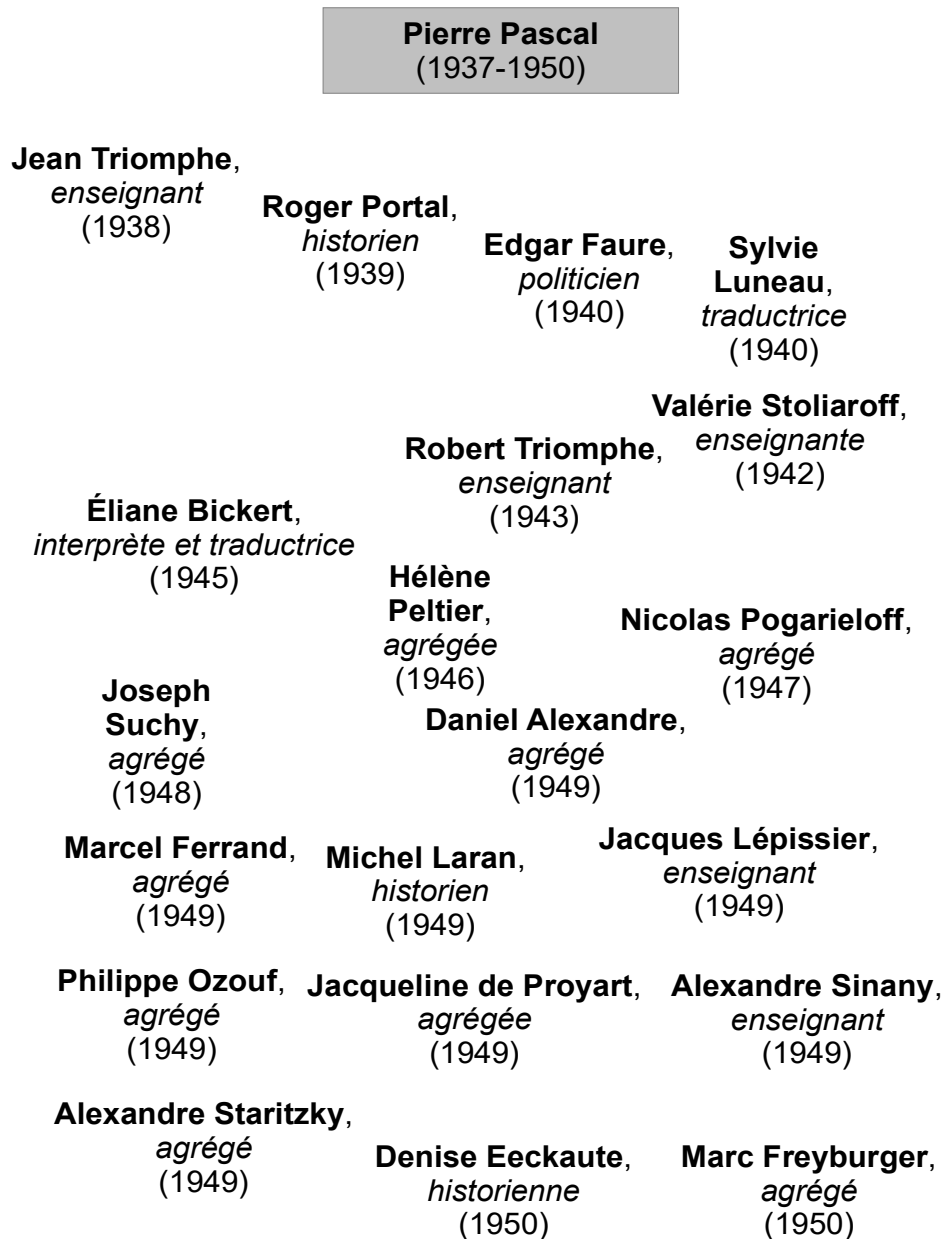 Pierre Pascal
(1937-1950)
Jean Triomphe,
enseignant
(1938)
Roger Portal,
historien
(1939)
Edgar Faure,
politicien
(1940)
Sylvie
Luneau,
traductrice
(1940)
Valérie Stoliaroff,
enseignante
(1942)
Robert Triomphe,
enseignant
(1943)
Éliane Bickert,
interprète et traductrice
(1945)
Hélène
Peltier,
agrégée
(1946)
Nicolas Pogarieloff,
agrégé
(1947)
Joseph
Suchy,
agrégé
(1948)
Daniel Alexandre,
agrégé
(1949)
Marcel Ferrand,
agrégé
(1949)
Michel Laran,
historien
(1949)
Jacques Lépissier,
enseignant
(1949)
Philippe Ozouf,
agrégé
(1949)
Jacqueline de Proyart,
agrégée
(1949)
Alexandre Sinany,
enseignant
(1949)
Alexandre Staritzky,
agrégé
(1949)
Denise Eeckaute,
historienne
(1950)
Marc Freyburger,
agrégé
(1950)